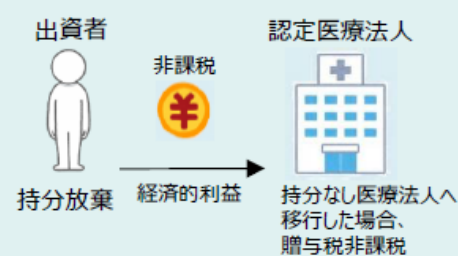 出資者
認定医療法人
非課税
¥
持分放棄
経済的利益
持分なし医療法人へ
移行した場合、
贈与税非課税